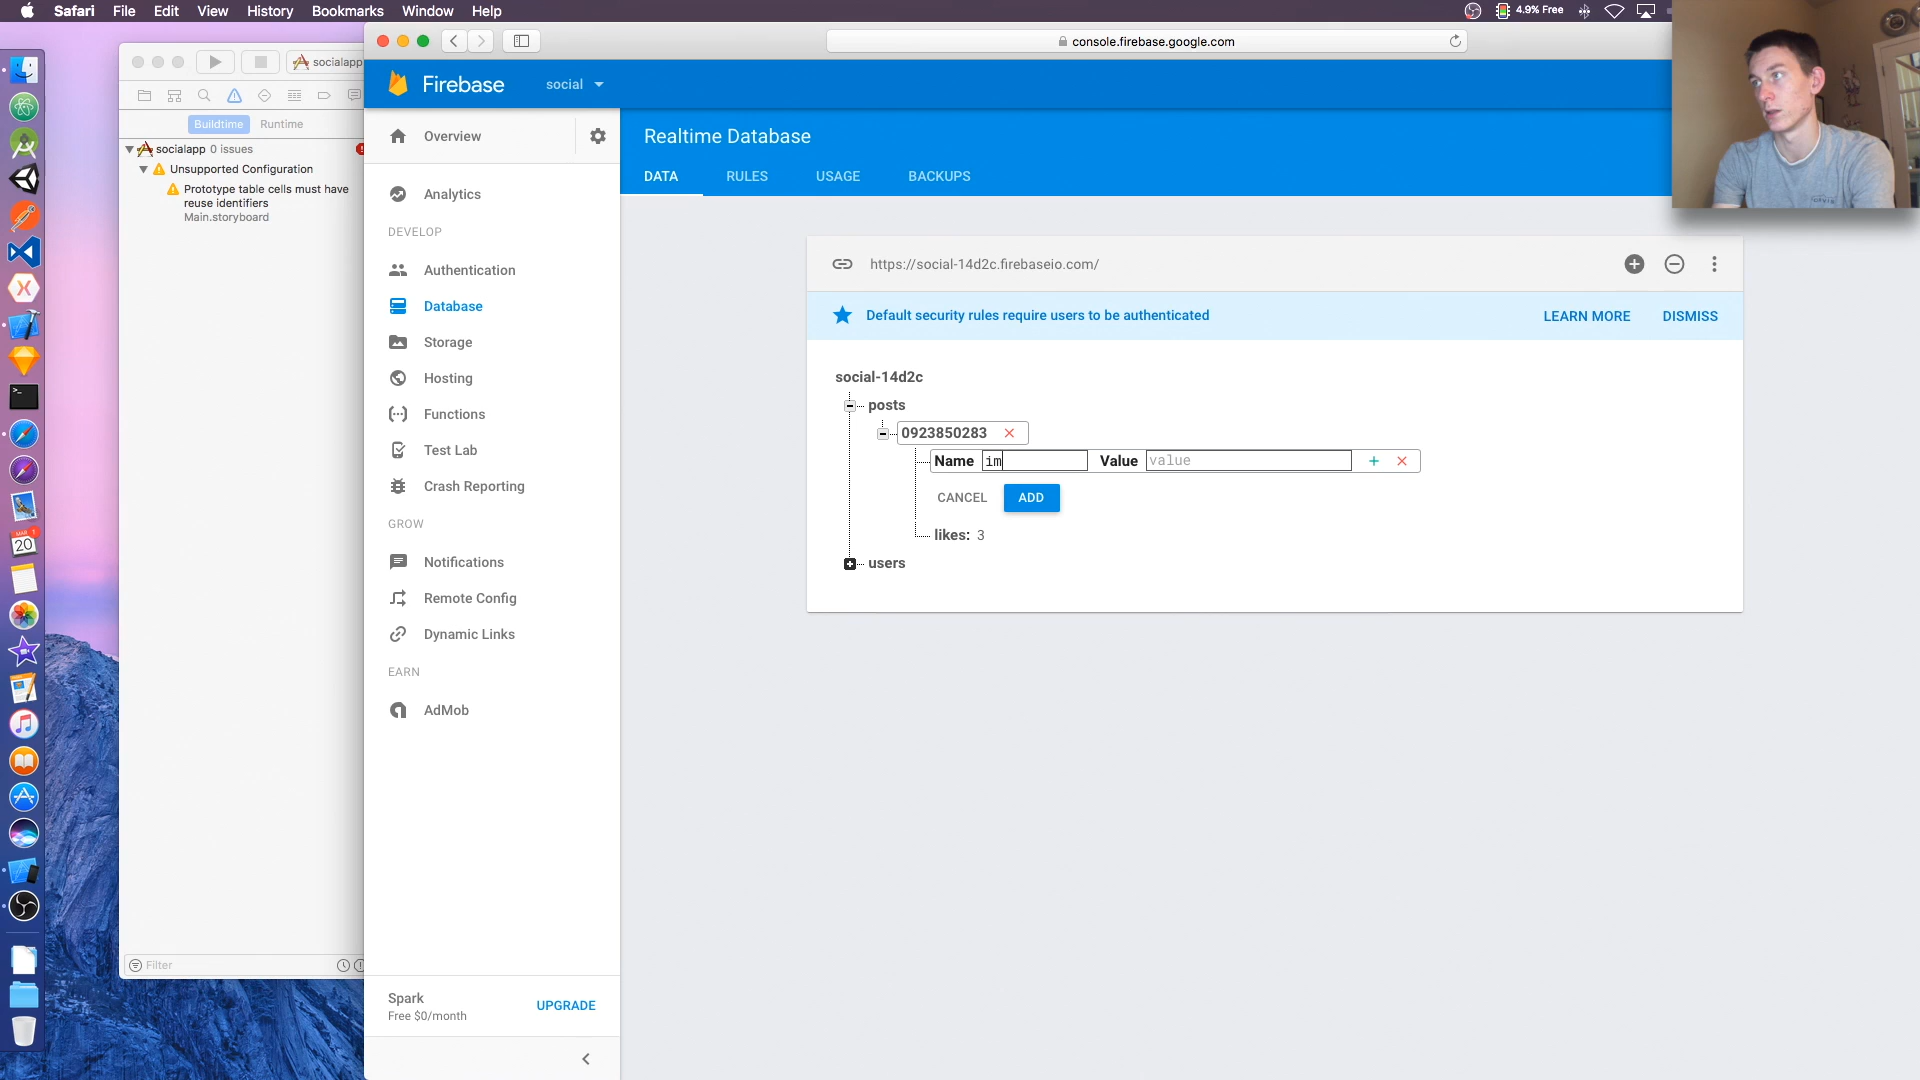 Safari File Edit View History Bookmarks Window Help
4.9% Free
socialapp
console.firebase.google.com
Buildtime Runtime
socialapp 0 issues
Unsupported Configuration
Prototype table cells must have
reuse identifiers
Main.storyboard
Filter
Firebase social
Overview
Analytics
DEVELOP
Authentication
Database
Storage
Hosting
Functions
Test Lab
Crash Reporting
GROW
Notifications
Remote Config
Dynamic Links
EARN
AdMob
Spark
Free $0/month
UPGRADE
Realtime Database
DATA RULES USAGE BACKUPS
https://social-14d2c.firebaseio.com/
Default security rules require users to be authenticated LEARN MORE DISMISS
social-14d2c
posts
0923850283
Name im Value value
CANCEL ADD
likes: 3
users
20